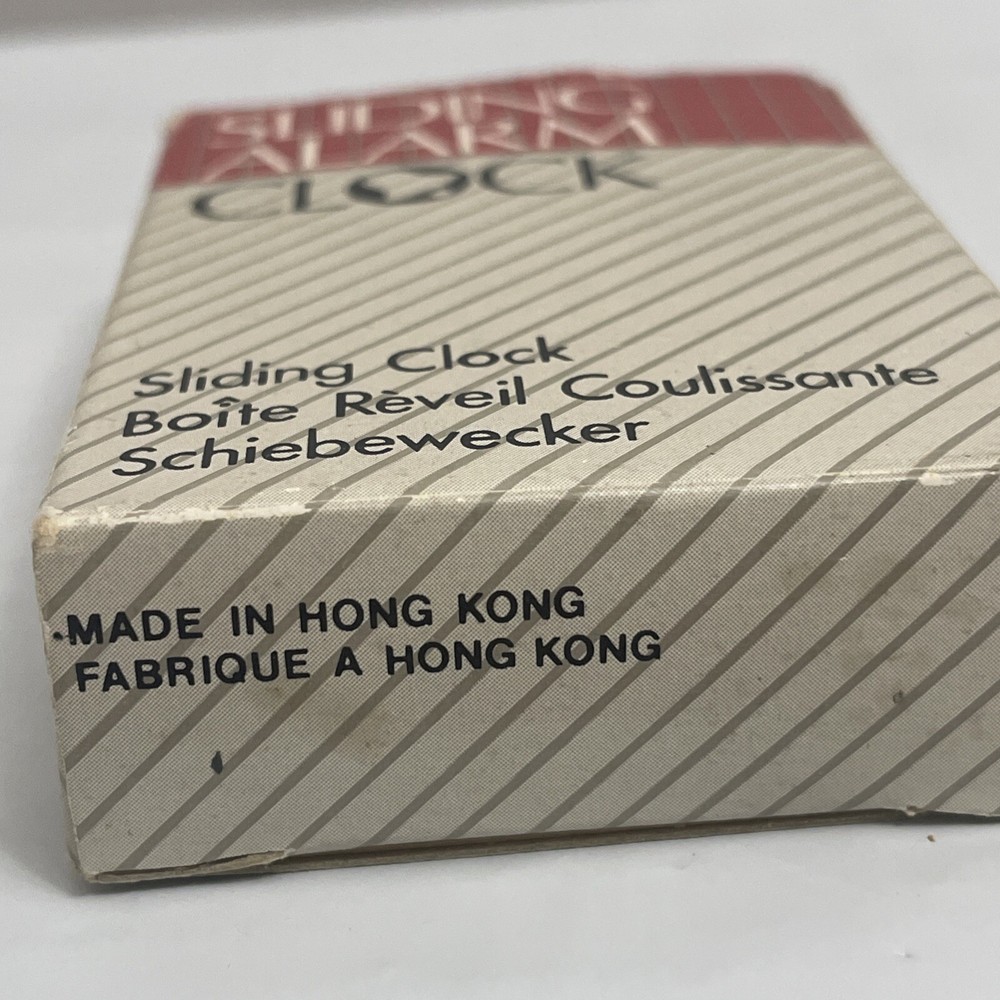 SLIDING
ALARM
CLOCK
Sliding Clock
Boîte Rèveil Coulissante
Schiebewecker
MADE IN HONG KONG
FABRIQUE A HONG KONG